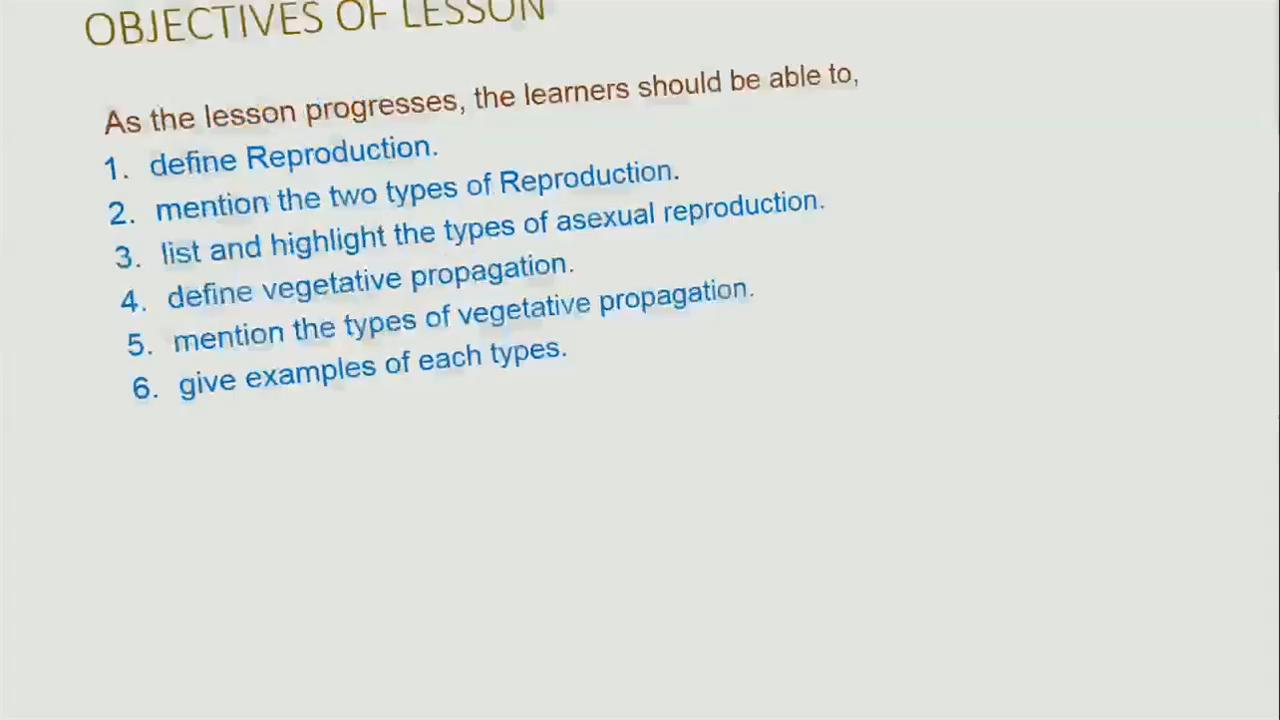 OBJECTIVES OF LESSON
As the lesson progresses, the learners should be able to,
1. define Reproduction.
2. mention the two types of Reproduction.
3. list and highlight the types of asexual reproduction.
4. define vegetative propagation.
5. mention the types of vegetative propagation.
6. give examples of each types.